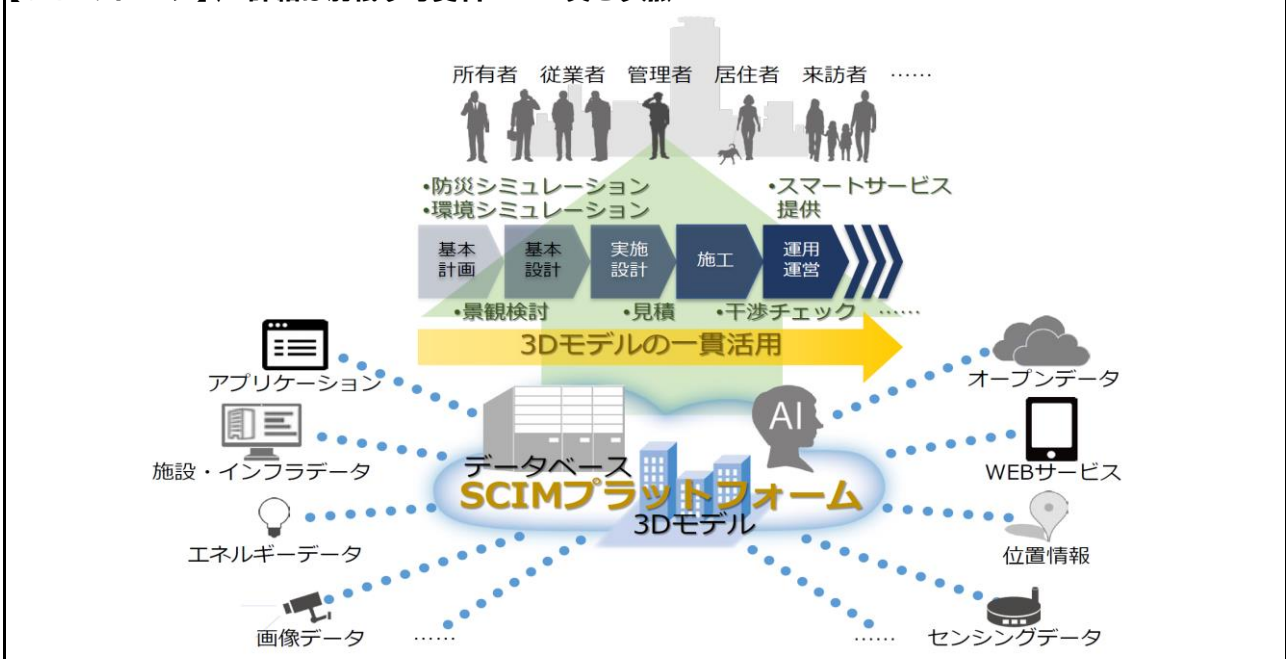 所有者 従業者 管理者 居住者 来訪者 ……
•防災シミュレーション
•環境シミュレーション
•スマートサービス
提供
基本
計画
基本
設計
実施
設計
施工
運用
運営
•景観検討 •見積 •干渉チェック ……
3Dモデルの一貫活用
アプリケーション
施設・インフラデータ
エネルギーデータ
画像データ
……
AI
データベース
SCIMプラットフォーム
3Dモデル
オープンデータ
WEBサービス
位置情報
センシングデータ
……